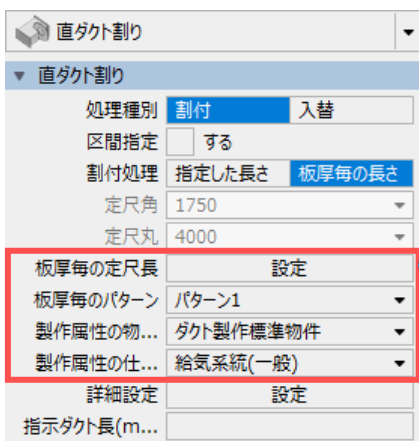 直ダクト割り
直ダクト割り
処理種別 割付 入替
区間指定 する
割付処理 指定した長さ 板厚毎の長さ
定尺角 1750
定尺丸 4000
板厚毎の定尺長 設定
板厚毎のパターン パターン1
製作属性の物... ダクト製作標準物件
製作属性の仕... 給気系統(一般)
詳細設定 設定
指示ダクト長(m...